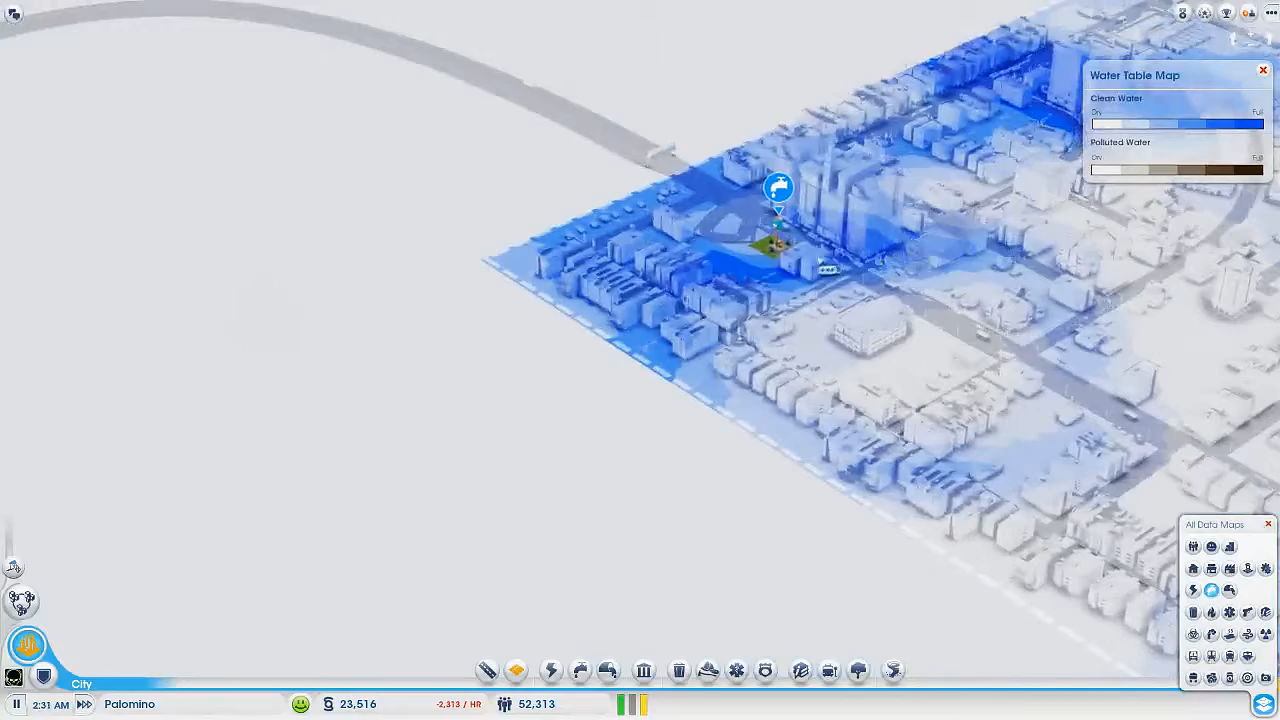 Water Table Map
Clean Water
Dry Full
Polluted Water
Dry Full
All Data Maps
City
2:31 AM Palomino 23,516 -2,313 / HR 52,313